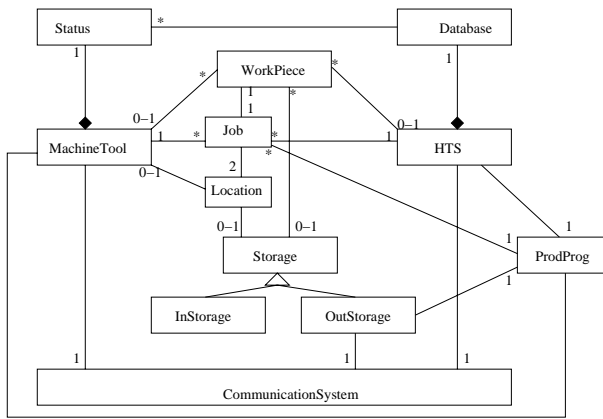 Status
*
Database
1
1
WorkPiece
*
*
1
*
0–1
1
0–1
MachineTool
1
*
Job
*
*
1
HTS
0–1
2
Location
1
0–1
0–1
1
Storage
ProdProg
1
InStorage
OutStorage
1
1
1
CommunicationSystem